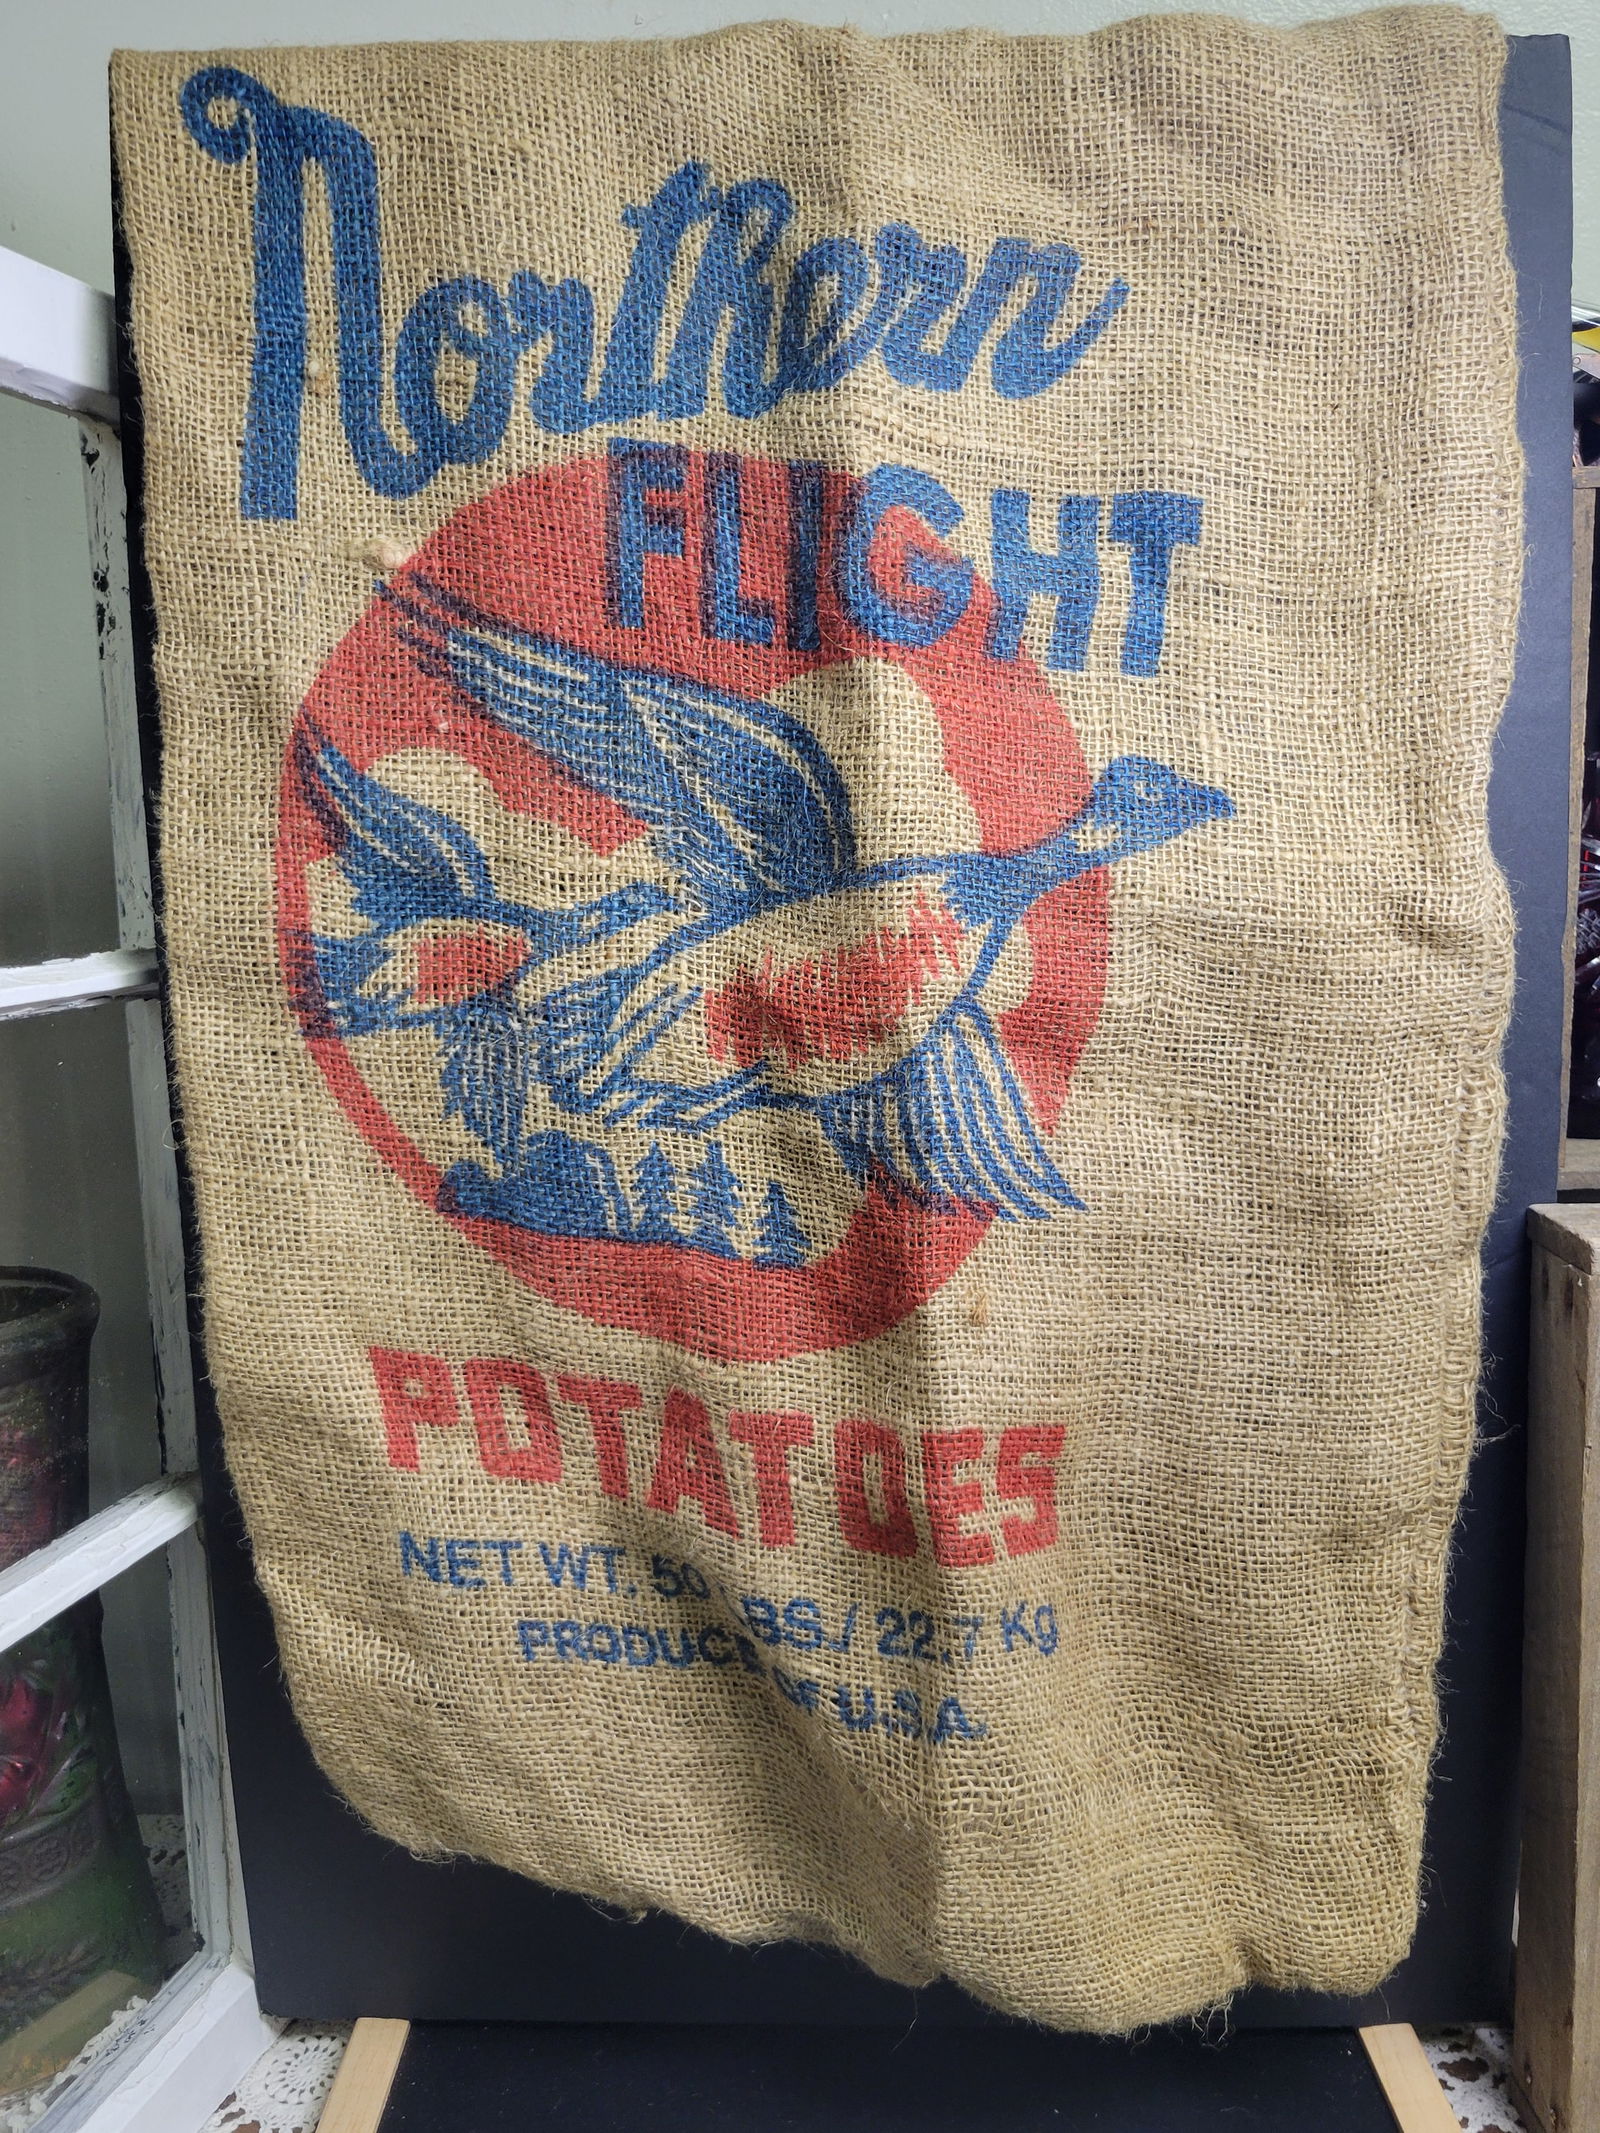 Northern
FLIGHT
POTATOES
NET WT. 50 LBS./ 22.7 Kg
PRODUCE OF U.S.A.